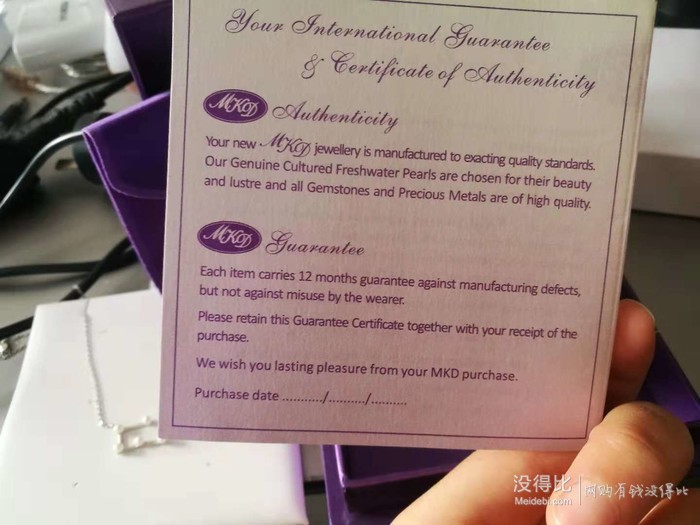 Your International Guarantee
& Certificate of Authenticity
MKD Authenticity
Your new MKD jewellery is manufactured to exacting quality standards.
Our Genuine Cultured Freshwater Pearls are chosen for their beauty
and lustre and all Gemstones and Precious Metals are of high quality.
MKD Guarantee
Each item carries 12 months guarantee against manufacturing defects,
but not against misuse by the wearer.
Please retain this Guarantee Certificate together with your receipt of the
purchase.
We wish you lasting pleasure from your MKD purchase.
Purchase date .........../........./.........
没得比 网购有钱没得比
Meidebi.com